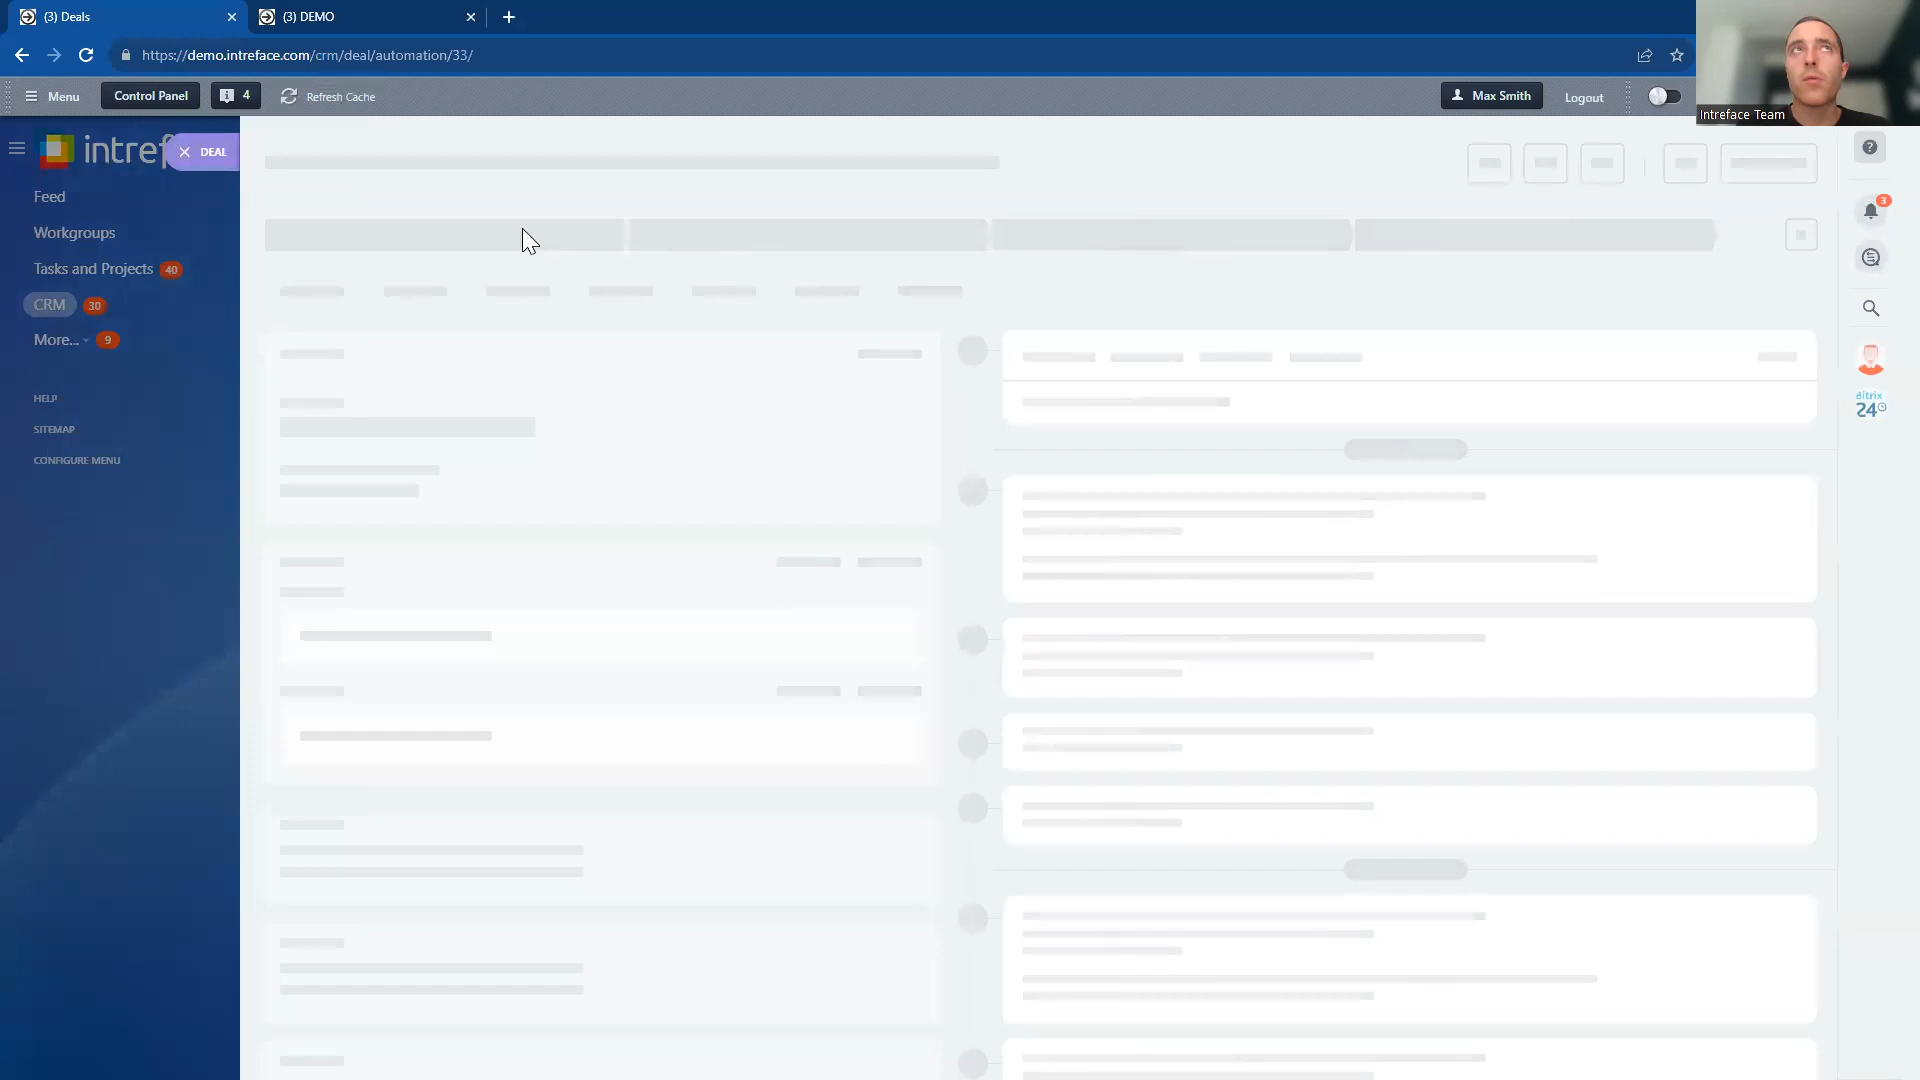 (3) Deals
(3) DEMO
https://demo.intreface.com/crm/deal/automation/33/
Menu
Control Panel
4
Refresh Cache
Max Smith
Logout
Intreface Team
intref
DEAL
Feed
Workgroups
Tasks and Projects 40
CRM 30
More... 9
HELP
SITEMAP
CONFIGURE MENU
?
3
Bitrix
24